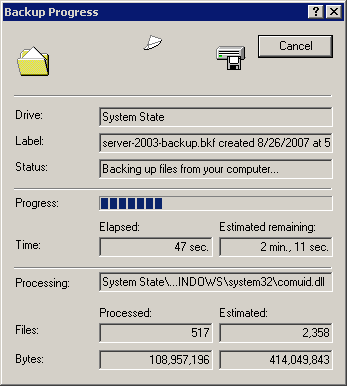 Backup Progress
Cancel
Drive: System State
Label: server-2003-backup.bkf created 8/26/2007 at 5
Status: Backing up files from your computer...
Progress:
Elapsed: Estimated remaining:
Time: 47 sec. 2 min., 11 sec.
Processing: System State\...INDOWS\system32\comuid.dll
Processed: Estimated:
Files: 517 2,358
Bytes: 108,957,196 414,049,843